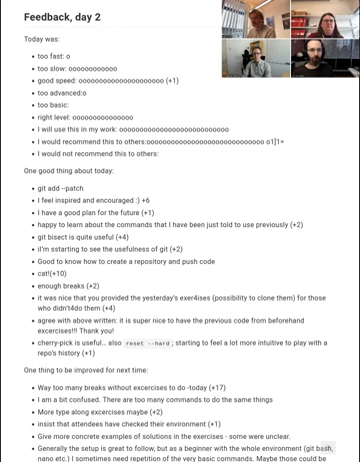 Feedback, day 2
Today was:
• too fast: o
• too slow: oooooooooooo
• good speed: ooooooooooooooooooooo (+1)
• too advanced:o
• too basic:
• right level: ooooooooooooooo
• I will use this in my work: ooooooooooooooooooooooooooo
• I would recommend this to others:ooooooooooooooooooooooooooooo o1]1=
• I would not recommend this to others:
One good thing about today:
• git add --patch
• I feel inspired and encouraged :) +6
• I have a good plan for the future (+1)
• happy to learn about the commands that I have been just told to use previously (+2)
• git bisect is quite useful (+4)
• iI'm sstarting to see the usefulness of git (+2)
• Good to know how to create a repository and push code
• cat!(+10)
• enough breaks (+2)
• it was nice that you provided the yesterday's exer4ises (possibility to clone them) for those
who didn't4do them (+4)
• agree with above written: it is super nice to have the previous code from beforehand
excercises!!! Thank you!
• cherry-pick is useful… also reset --hard ; starting to feel a lot more intuitive to play with a
repo's history (+1)
One thing to be improved for next time:
• Way too many breaks without excercises to do -today (+17)
• I am a bit confused. There are too many commands to do the same things
• More type along exercises maybe (+2)
• insist that attendees have checked their environment (+1)
• Give more concrete examples of solutions in the exercises - some were unclear.
• Generally the setup is great to follow, but as a beginner with the whole environment (git bash,
nano etc.) I sometimes need repetition of the very basic commands. Maybe those could be